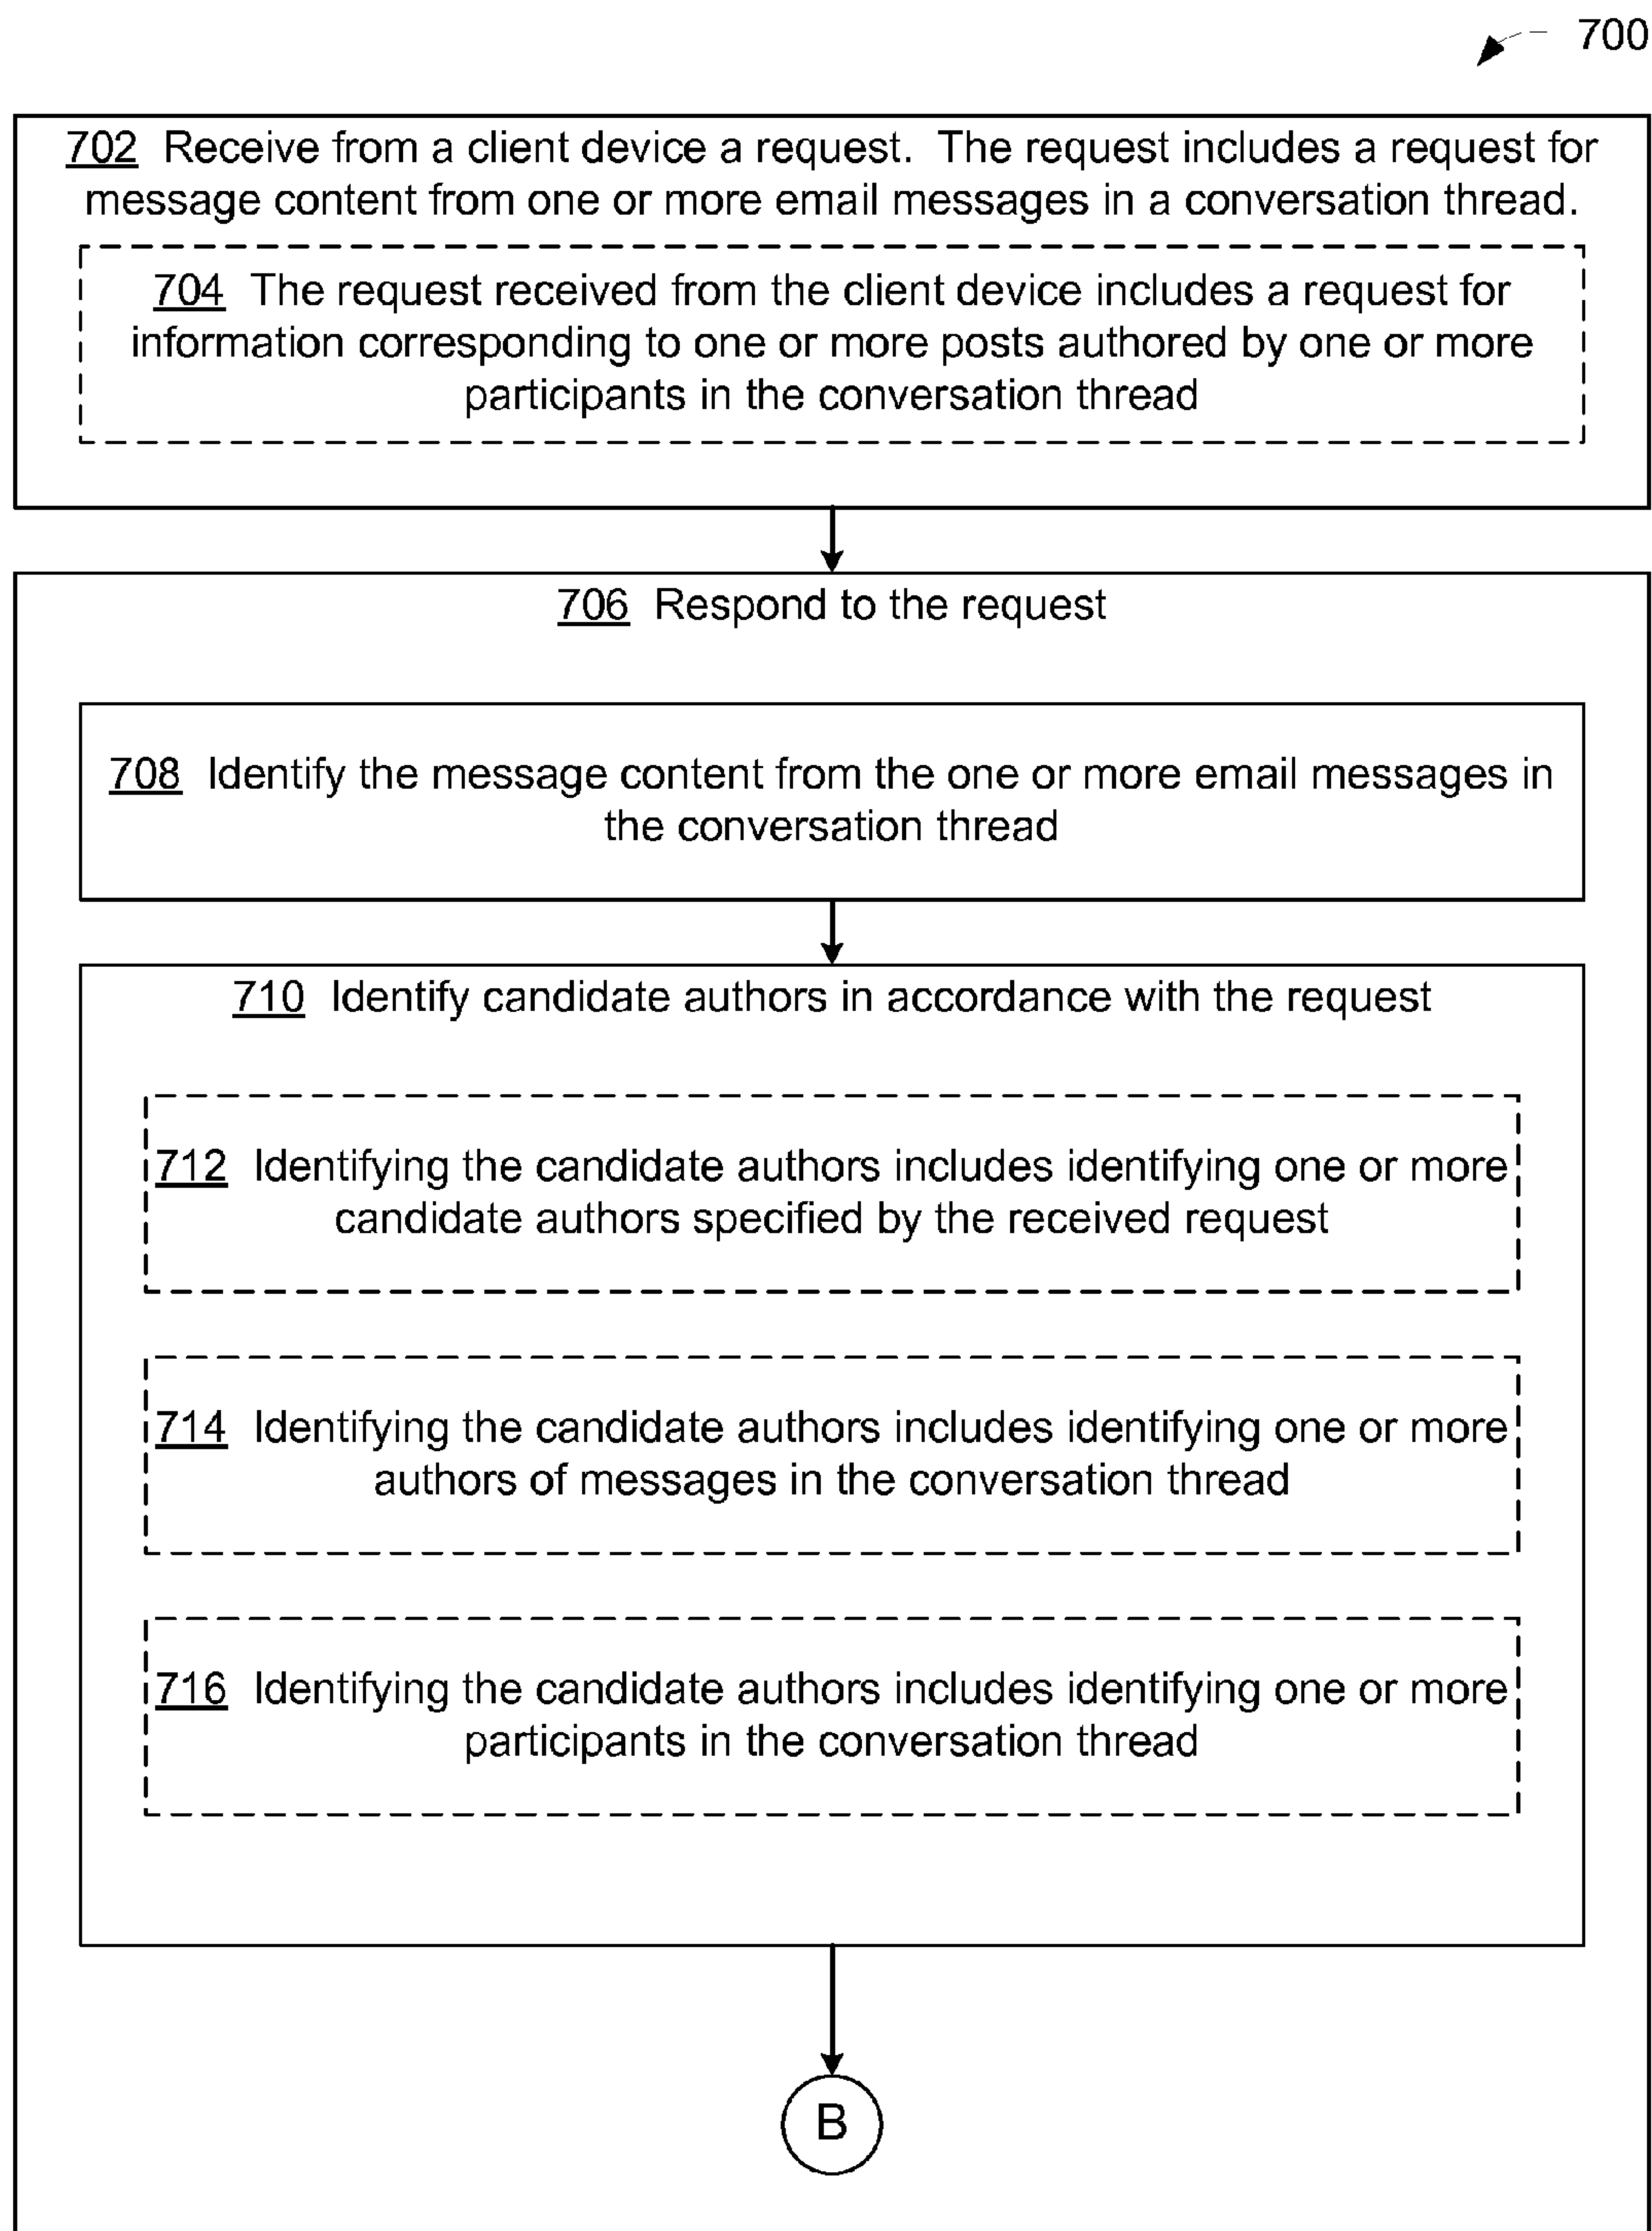 700
702 Receive from a client device a request. The request includes a request for
message content from one or more email messages in a conversation thread.
704 The request received from the client device includes a request for
information corresponding to one or more posts authored by one or more
participants in the conversation thread
706 Respond to the request
708 Identify the message content from the one or more email messages in
the conversation thread
710 Identify candidate authors in accordance with the request
712 Identifying the candidate authors includes identifying one or more
candidate authors specified by the received request
714 Identifying the candidate authors includes identifying one or more
authors of messages in the conversation thread
716 Identifying the candidate authors includes identifying one or more
participants in the conversation thread
B